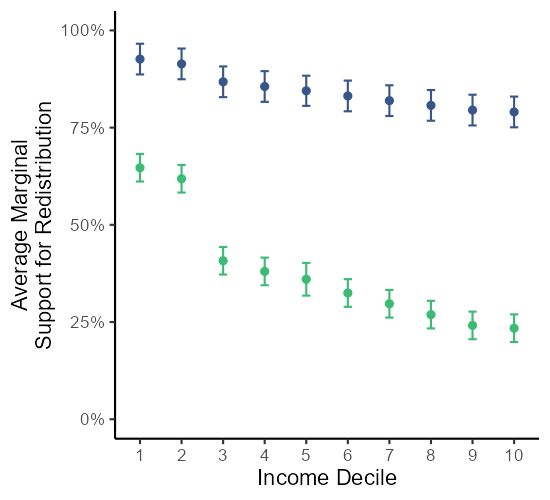 100%
75%
50%
25%
0%
Average Marginal
Support for Redistribution
1 2 3 4 5 6 7 8 9 10
Income Decile